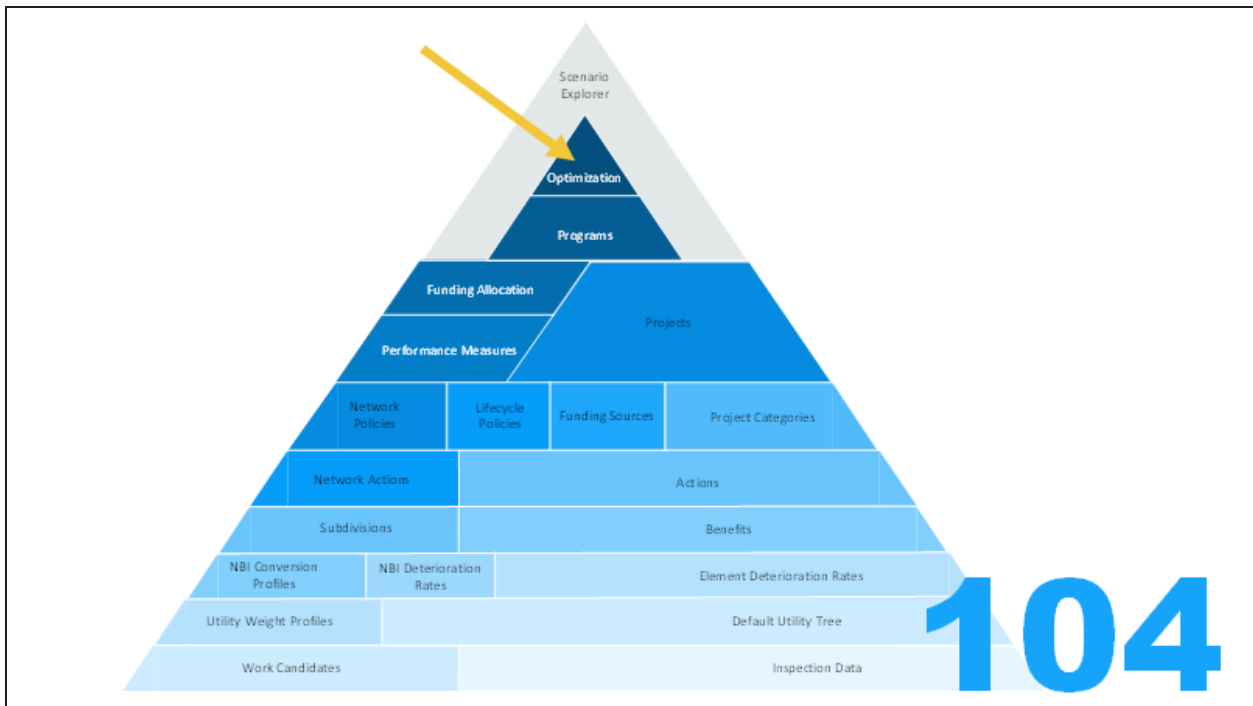 Scenario
Explorer
Optimization
Programs
Funding Allocation
Projects
Performance Measures
Network
Policies
Lifecycle
Policies
Funding Sources
Project Categories
Network Actions
Actions
Subdivisions
Benefits
NBI Conversion
Profiles
NBI Deterioration
Rates
Element Deterioration Rates
Utility Weight Profiles
Default Utility Tree
Work Candidates
Inspection Data
104